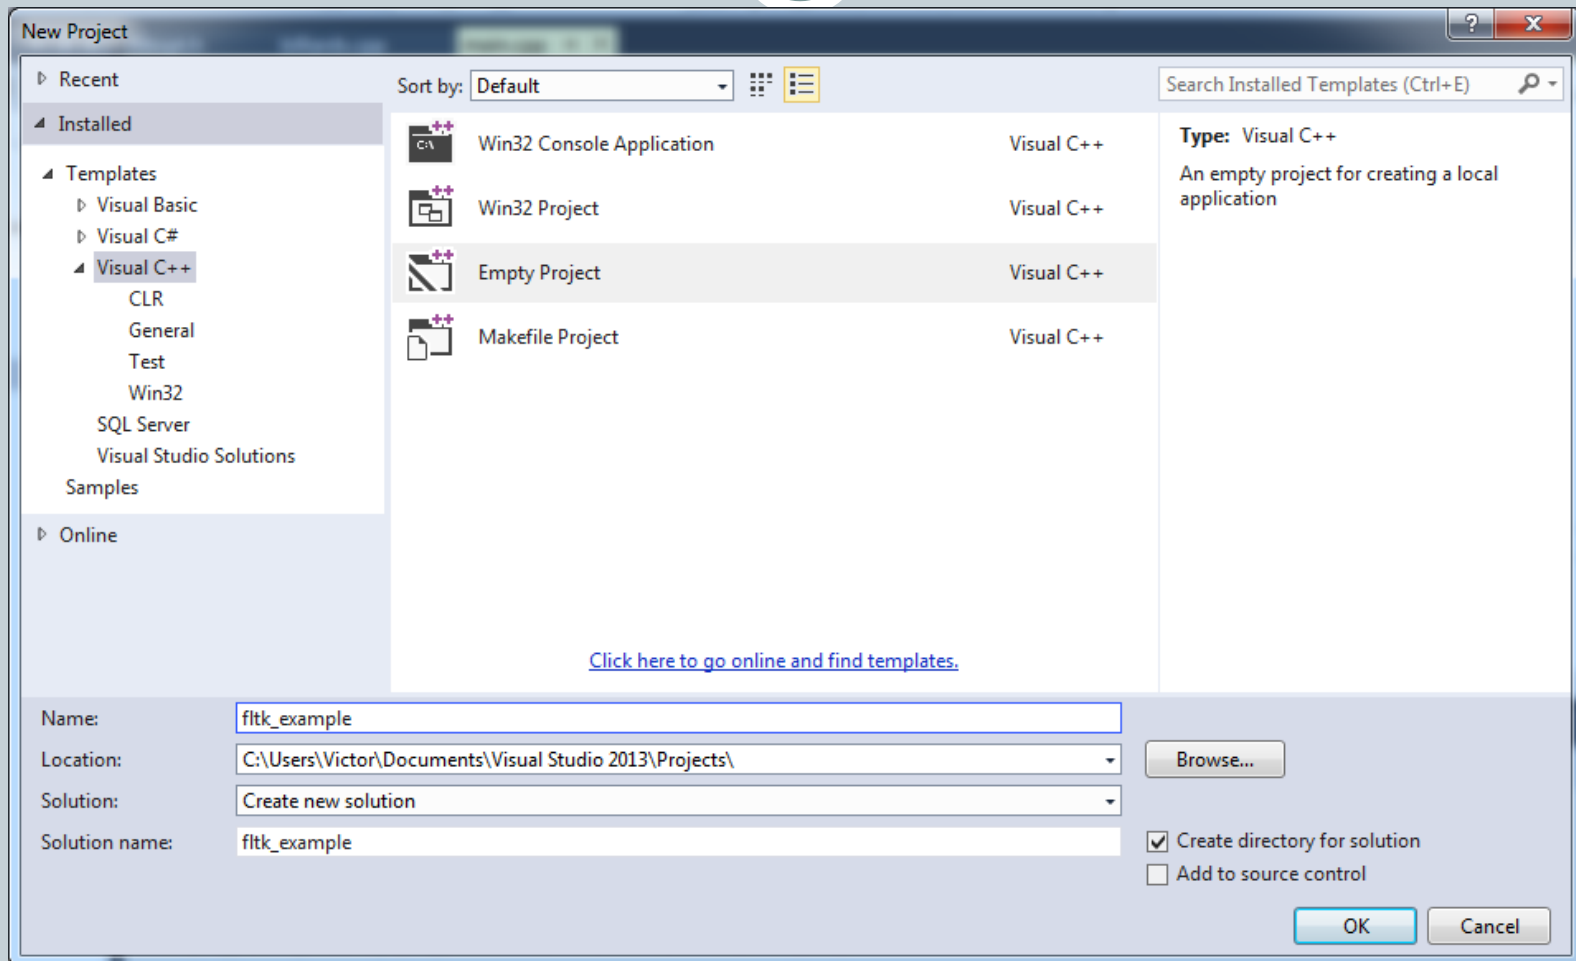 New Project
?
Recent
Installed
Templates
Visual Basic
Visual C#
Visual C++
CLR
General
Test
Win32
SQL Server
Visual Studio Solutions
Samples
Online
Sort by: Default
Win32 Console Application Visual C++
Win32 Project Visual C++
Empty Project Visual C++
Makefile Project Visual C++
Click here to go online and find templates.
Search Installed Templates (Ctrl+E)
Type: Visual C++
An empty project for creating a local
application
Name: fltk_example
Location: C:\Users\Victor\Documents\Visual Studio 2013\Projects\
Browse...
Solution: Create new solution
Solution name: fltk_example
Create directory for solution
Add to source control
OK Cancel